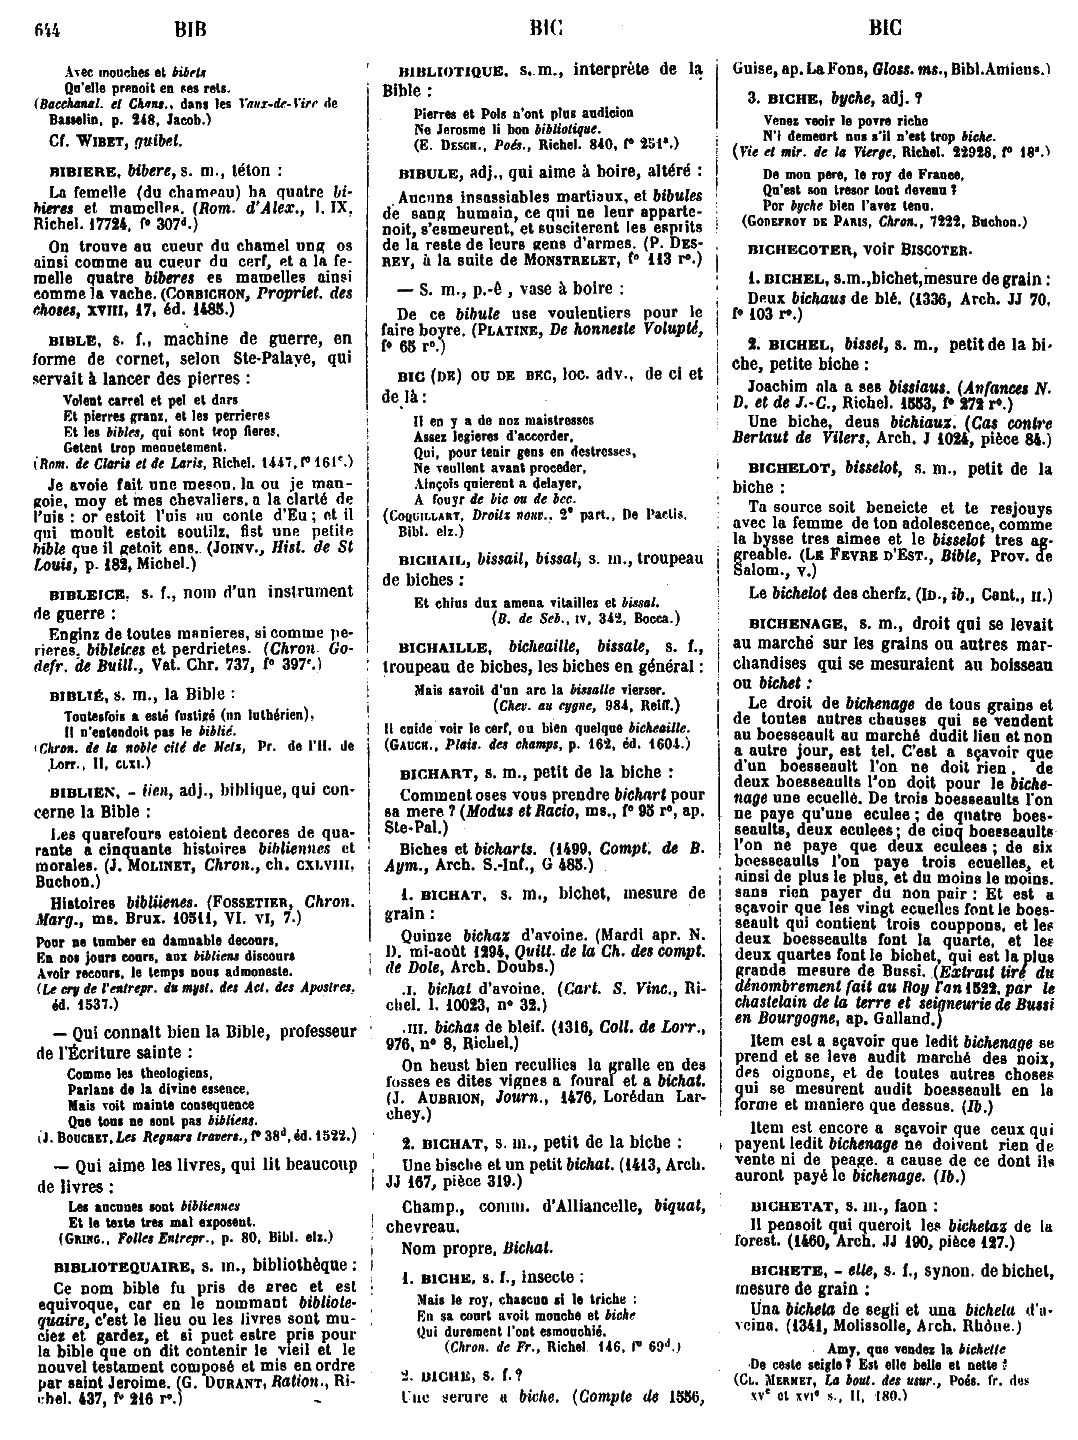 644 BIB BIC BIC
Avec mouches et bibets
Qu'elle prenoit en ses rets.
(Bacchanal. et Chans., dans les Vaux-de-Vire de
Basselin, p. 248, Jacob.)
Cf. WIBET, guibel.
BIBIERE, bibere, s. m., téton :
La femelle (du chameau) ha quatre bi-
bieres et mamelles. (Rom. d'Alex., l. IX,
Richel. 17724, f° 307d.)
On trouve au cueur du chamel ung os
ainsi comme au cueur du cerf, et a la fe-
melle quatre biberes es mamelles ainsi
comme la vache. (CORBICHON, Propriet. des
choses, XVIII, 17, éd. 1485.)
BIBLE, s. f., machine de guerre, en
forme de cornet, selon Ste-Palaye, qui
servait à lancer des pierres :
Volent carrel et pel et dars
Et pierres granz, et les perrieres
Et les bibles, qui sont trop fieres,
Getent trop menuetement.
(Rom. de Claris et de Laris, Richel. 1447, f° 161c.)
Je avoie fait une meson, la ou je man-
goie, moy et mes chevaliers, a la clarté de
l'uis : or estoit l'uis au conte d'Eu ; et il
qui moult estoit soutilz, fist une petite
bible que il getoit ens. (JOINV., Hist. de St
Louis, p. 182, Michel.)
BIBLEICE, s. f., nom d'un instrument
de guerre :
Enginz de toutes manieres, si comme pe-
rieres, bibleices et perdrietes. (Chron. Go-
defr. de Buill., Vat. Chr. 737, f° 397c.)
BIBLIÉ, s. m., la Bible :
Toutesfois a esté fustigé (un luthérien),
Il n'entendoit pas le biblié.
(Chron. de la noble cité de Metz, Pr. de l'H. de
Lorr., II, CLXI.)
BIBLIEN, - lien, adj., biblique, qui con-
cerne la Bible :
Les quarefours estoient decores de qua-
rante a cinquante histoires bibliennes et
morales. (J. MOLINET, Chron., ch. CXLVIII,
Buchon.)
Histoires bibliienes. (FOSSETIER, Chron.
Marg., ms. Brux. 10511, VI. VI, 7.)
Pour ne tumber en damnable decours,
En nos jours cours, aux bibliens discours
Avoir recours, le temps nous admoneste.
(Le cry de l'entrepr. du myst. des Act. des Apostres,
éd. 1537.)
— Qui connaît bien la Bible, professeur
de l'Écriture sainte :
Comme les theologiens,
Parlans de la divine essence,
Mais voit mainte consequence
Que tous ne sont pas bibliens.
(J. BOUCHET, Les Regnars travers., f° 38d, éd. 1522.)
— Qui aime les livres, qui lit beaucoup
de livres :
Les aucunes sont bibliennes
Et le texte tres mal exposent.
(GRING., Folles Entrepr., p. 80, Bibl. elz.)
BIBLIOTEQUAIRE, s. m., bibliothèque :
Ce nom bible fu pris de grec et est
equivoque, car en le nommant bibliote-
quaire, c'est le lieu ou les livres sont mu-
ciez et gardez, et si puet estre pris pour
la bible que on dit contenir le vieil et le
nouvel testament composé et mis en ordre
par saint Jeroime. (G. DURANT, Ration., Ri-
chel. 437, f° 216 r°.)
BIBLIOTIQUE, s. m., interprète de la
Bible :
Pierres et Pols n'ont plus audicion
Ne Jerosme li bon bibliotique.
(E. DESCH., Poés., Richel. 840, f° 251a.)
BIBULE, adj., qui aime à boire, altéré :
Aucuns insassiables martiaux, et bibules
de sang humain, ce qui ne leur apparte-
noit, s'esmeurent, et susciterent les esprits
de la reste de leurs gens d'armes. (P. DES-
REY, à la suite de MONSTRELET, f° 113 r°.)
— S. m., p.-ê, vase à boire :
De ce bibule use voulentiers pour le
faire boyre. (PLATINE, De honneste Volupté,
f° 65 r°.)
BIC (DE) OU DE BEC, loc. adv., de ci et
de là :
Il en y a de noz maistresses
Assez legieres d'accorder,
Qui, pour tenir gens en destresses,
Ne veullent avant proceder,
Ainçois quierent a delayer,
A fouyr de bic ou de bec.
(COQUILLART, Droits nouv., 2e part., De Pactis,
Bibl. elz.)
BICHAIL, bissail, bissal, s. m., troupeau
de biches :
Et chius dux amena vitailles et bissal.
(B. de Seb., IV, 342, Bocca.)
BICHAILLE, bicheaille, bissale, s. f.,
troupeau de biches, les biches en général :
Mais savoit d'un arc la bissalle vierser.
(Chev. au cygne, 984, Reiff.)
Il cuide voir le cerf, ou bien quelque bicheaille.
(GAUCH., Plais. des champs, p. 162, éd. 1604.)
BICHART, s. m., petit de la biche :
Comment oses vous prendre bichart pour
sa mere ? (Modus et Racio, ms., f° 95 r°, ap.
Ste-Pal.)
Biches et bicharts. (1499, Compt. de B.
Aym., Arch. S.-Inf., G 485.)
1. BICHAT, s. m., bichet, mesure de
grain :
Quinze bichaz d'avoine. (Mardi apr. N.
D. mi-août 1294, Quitt. de la Ch. des compt.
de Dole, Arch. Doubs.)
.I. bichat d'avoine. (Cart. S. Vinc., Ri-
chel. l. 10023, n° 32.)
.III. bichas de bleif. (1316, Coll. de Lorr.,
976, n° 8, Richel.)
On heust bien recullies la gralle en des
fosses es dites vignes a foural et a bichat.
(J. AUBRION, Journ., 1476, Lorédan Lar-
chey.)
2. BICHAT, s. m., petit de la biche :
Une bische et un petit bichat. (1413, Arch.
JJ 167, pièce 319.)
Champ., comm. d'Alliancelle, biquat,
chevreau.
Nom propre, Bichat.
1. BICHE, s. f., insecte :
Mais le roy, chascun si le triche :
En sa court avoit mouche et biche
Qui durement l'ont esmouchié.
(Chron. de Fr., Richel 146, f° 69d.)
2. BICHE, s. f. ?
Une serure a biche. (Compte de 1556,
Guise, ap. La Fons, Gloss. ms., Bibl. Amiens.)
3. BICHE, byche, adj. ?
Venez veoir le povre riche
N'i demeurt nus s'il n'est trop biche.
(Vie et mir. de la Vierge, Richel. 22928, f° 18a.)
De mon pere, le roy de France,
Qu'est son tresor tout devenu ?
Por byche bien l'avez tenu.
(GODEFROY DE PARIS, Chron., 7222, Buchon.)
BICHECOTER, voir BISCOTER.
1. BICHEL, s.m., bichet, mesure de grain :
Deux bichaus de blé. (1336, Arch. JJ 70,
f° 103 r°.)
2. BICHEL, bissel, s. m., petit de la bi-
che, petite biche :
Joachim ala a ses bissiaus. (Anfances N.
D. et de J.-C., Richel. 1553, f° 272 r°.)
Une biche, deus bichiaux. (Cas contre
Bertaut de Vilers, Arch. J 1024, pièce 84.)
BICHELOT, bisselot, s. m., petit de la
biche :
Ta source soit beneicte et te resjouys
avec la femme de ton adolescence, comme
la bysse tres aimee et le bisselot tres ag-
greable. (LE FEVRE D'EST., Bible, Prov. de
Salom., V.)
Le bichelot des cherfz. (ID., ib., Cant., II.)
BICHENAGE, s. m., droit qui se levait
au marché sur les grains ou autres mar-
chandises qui se mesuraient au boisseau
ou bichet :
Le droit de bichenage de tous grains et
de toutes autres chauses qui se vendent
au boesseault au marché dudit lieu et non
a autre jour, est tel. C'est a sçavoir que
d'un boesseault l'on ne doit rien, de
deux boesseaults l'on doit pour le biche-
nage une ecuellé. De trois boesseaults l'on
ne paye qu'une eculee ; de quatre boes-
seaults, deux eculees ; de cinq boesseaults
l'on ne paye que deux eculees ; de six
boesseaults l'on paye trois ecuelles, et
ainsi de plus le plus, et du moins le moins,
sans rien payer du non pair : Et est a
sçavoir que les vingt ecuelles font le boes-
seault qui contient trois couppons, et les
deux boesseaults font la quarte, et les
deux quartes font le bichet, qui est la plus
grande mesure de Bussi. (Extrait tiré du
dénombrement fait au Roy l'an 1522, par le
chastelain de la terre et seigneurie de Bussi
en Bourgogne, ap. Galland.)
Item est a sçavoir que ledit bichenage se
prend et se leve audit marché des noix,
des oignons, et de toutes autres choses
qui se mesurent audit boesseault en la
forme et maniere que dessus. (Ib.)
Item est encore a sçavoir que ceux qui
payent ledit bichenage ne doivent rien de
vente ni de peage, a cause de ce dont ils
auront payé le bichenage. (Ib.)
BICHETAT, s. m., faon :
Il pensoit qui queroit les bichetaz de la
forest. (1460, Arch. JJ 190, pièce 127.)
BICHETE, - elle, s. f., synon. de bichet,
mesure de grain :
Una bicheta de segli et una bicheta d'a-
vcina. (1341, Molissolle, Arch. Rhône.)
Amy, que vendez la bichette
De ceste seigle ? Est elle belle et nette ?
(CL. MERMET, La bout. des usur., Poés. fr. des
XVe et XVIe s., II, 180.)